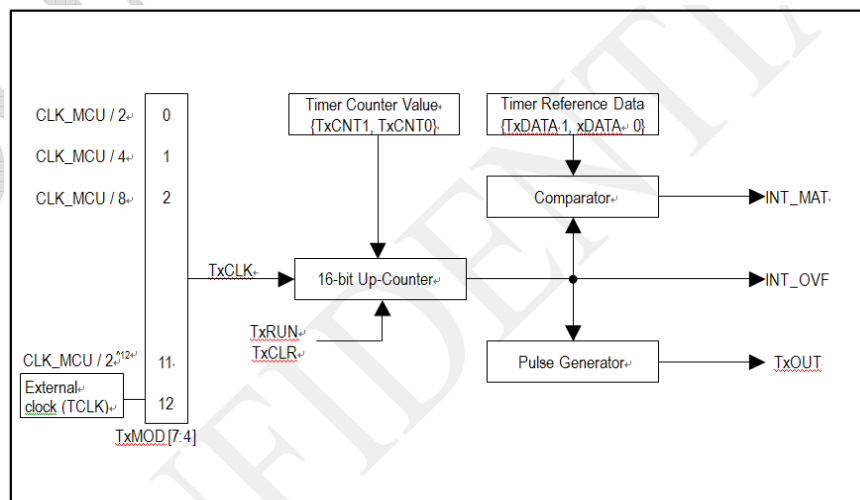 Timer Counter Value
{TxCNT1, TxCNT0}
Timer Reference Data
{TxDATA 1, xDATA 0}
CLK_MCU / 2
0
CLK_MCU / 4
1
CLK_MCU / 8
2
Comparator
INT_MAT
TxCLK
16-bit Up-Counter
INT_OVF
TxRUN
TxCLR
CLK_MCU / 2^12
11
Pulse Generator
TxOUT
External
clock (TCLK)
12
TxMOD [7:4]